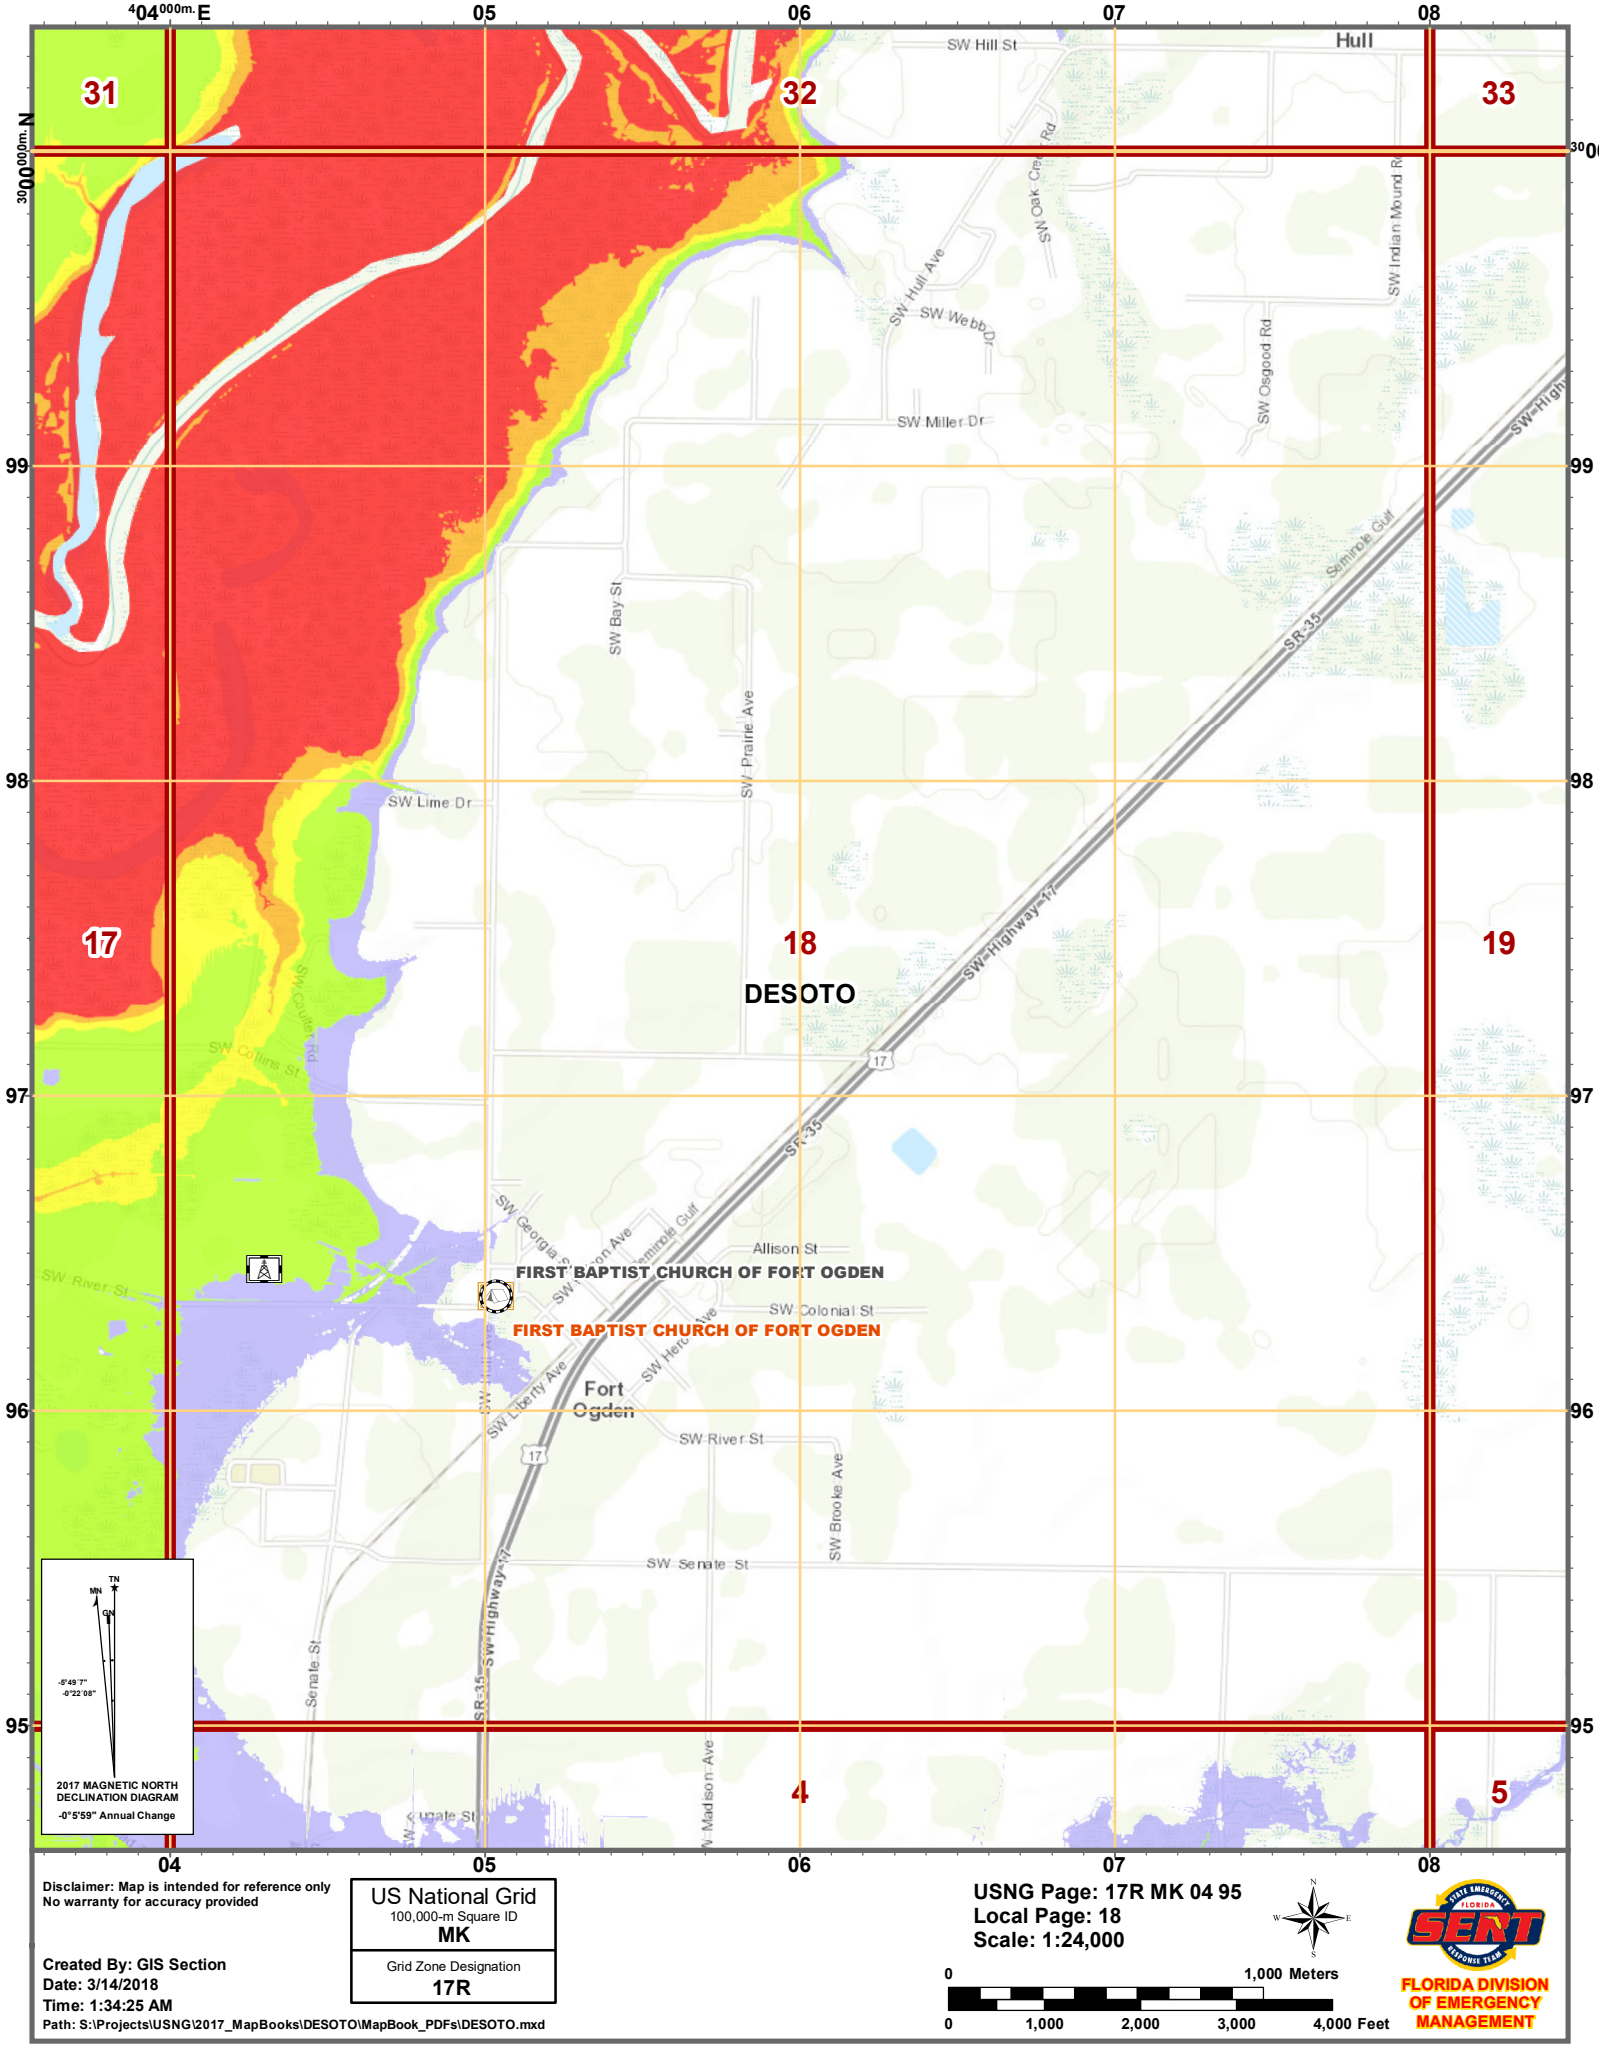 404000m.E
05
06
07
08
SW Hill St
Hull
31
32
33
3000000m.N
3000
SW Oak Creek Rd
SW Indian Mound Rd
SW Hull Ave
SW Webb Dr
SW Osgood Rd
SW Miller Dr
SW High
99
99
Seminole Gulf
SW Bay St
SR-35
SW Prairie Ave
98
98
SW Lime Dr
SW Highway 17
17
18
19
DESOTO
SW Coulter Rd
SW Collins St
17
97
97
SR-35
SW Georgia S
Seminole Gulf
Allison St
FIRST BAPTIST CHURCH OF FORT OGDEN
SW River St
SW Colonial St
FIRST BAPTIST CHURCH OF FORT OGDEN
SW Liberty Ave
Fort
Ogden
96
96
SW River St
17
SW Brooke Ave
SW Senate St
SW Highway 17
SR-35
Senate St
TN
MN
GN
-5°49'7"
-0°22'08"
95
95
2017 MAGNETIC NORTH
DECLINATION DIAGRAM
-0°5'59" Annual Change
4
5
W Madison Ave
04
05
06
07
08
Disclaimer: Map is intended for reference only
No warranty for accuracy provided
Created By: GIS Section
Date: 3/14/2018
Time: 1:34:25 AM
Path: S:\Projects\USNG\2017_MapBooks\DESOTO\MapBook_PDFs\DESOTO.mxd
US National Grid
100,000-m Square ID
MK
Grid Zone Designation
17R
USNG Page: 17R MK 04 95
Local Page: 18
Scale: 1:24,000
N
W
E
S
0 1,000 Meters
0 1,000 2,000 3,000 4,000 Feet
STATE EMERGENCY
FLORIDA
SERT
RESPONSE TEAM
FLORIDA DIVISION
OF EMERGENCY
MANAGEMENT